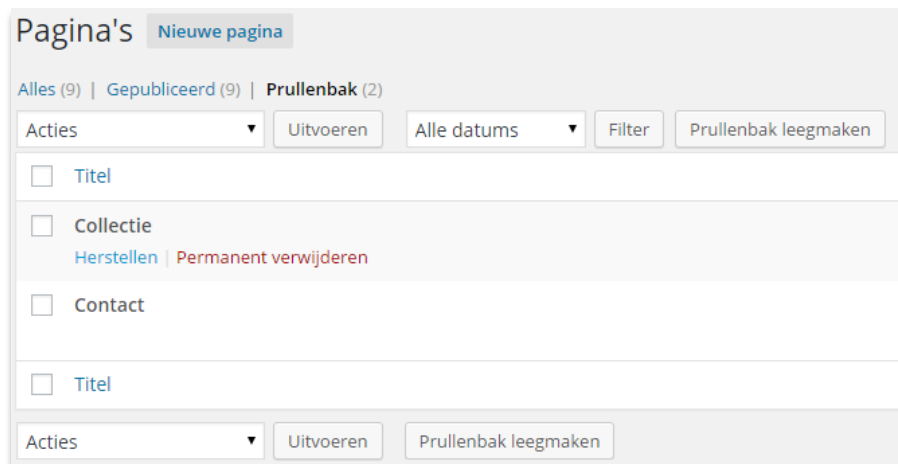 Pagina's Nieuwe pagina
Alles (9) | Gepubliceerd (9) | Prullenbak (2)
Acties Uitvoeren Alle datums Filter Prullenbak leegmaken
Titel
Collectie
Herstellen | Permanent verwijderen
Contact
Titel
Acties Uitvoeren Prullenbak leegmaken